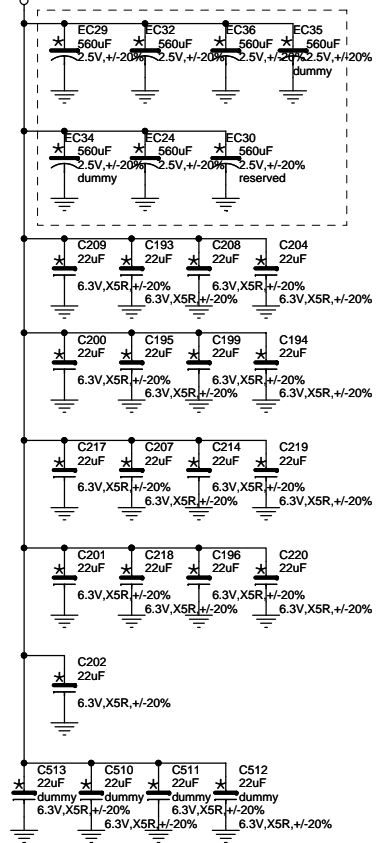 EC29 EC32 EC36 EC35
560uF 560uF 560uF 560uF
2.5V,+/-20% 2.5V,+/-20% 2.5V,+/-20% 2.5V,+/-20%
dummy
EC34 EC24 EC30
560uF 560uF 560uF
2.5V,+/-20% 2.5V,+/-20% 2.5V,+/-20%
dummy reserved
C209 C193 C208 C204
22uF 22uF 22uF 22uF
6.3V,X5R,+/-20% 6.3V,X5R,+/-20%
6.3V,X5R,+/-20% 6.3V,X5R,+/-20%
C200 C195 C199 C194
22uF 22uF 22uF 22uF
6.3V,X5R,+/-20% 6.3V,X5R,+/-20%
6.3V,X5R,+/-20% 6.3V,X5R,+/-20%
C217 C207 C214 C219
22uF 22uF 22uF 22uF
6.3V,X5R,+/-20% 6.3V,X5R,+/-20%
6.3V,X5R,+/-20% 6.3V,X5R,+/-20%
C201 C218 C196 C220
22uF 22uF 22uF 22uF
6.3V,X5R,+/-20% 6.3V,X5R,+/-20%
6.3V,X5R,+/-20% 6.3V,X5R,+/-20%
C202
22uF
6.3V,X5R,+/-20%
C513 C510 C511 C512
22uF 22uF 22uF 22uF
dummy dummy dummy dummy
6.3V,X5R,+/-20% 6.3V,X5R,+/-20%
6.3V,X5R,+/-20% 6.3V,X5R,+/-20%